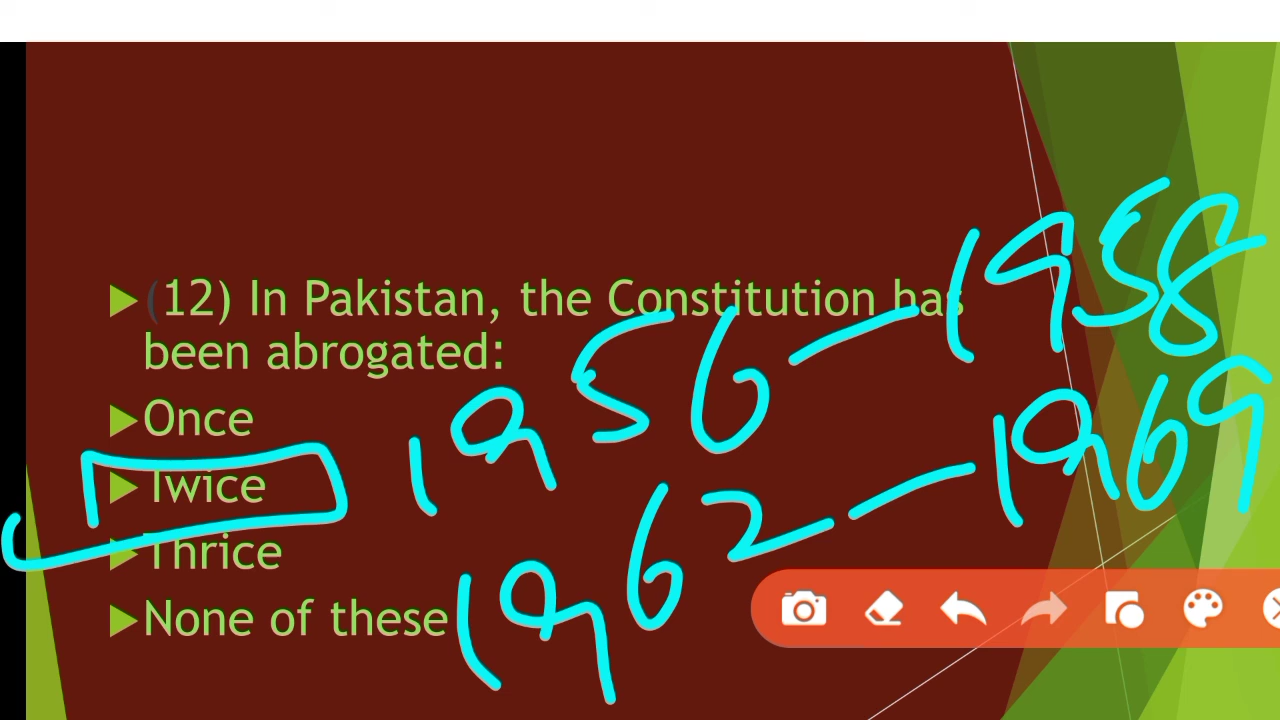 (12) In Pakistan, the Constitution has
been abrogated:
Once
Twice
Thrice
None of these
1956 — 1958
1962 — 1969